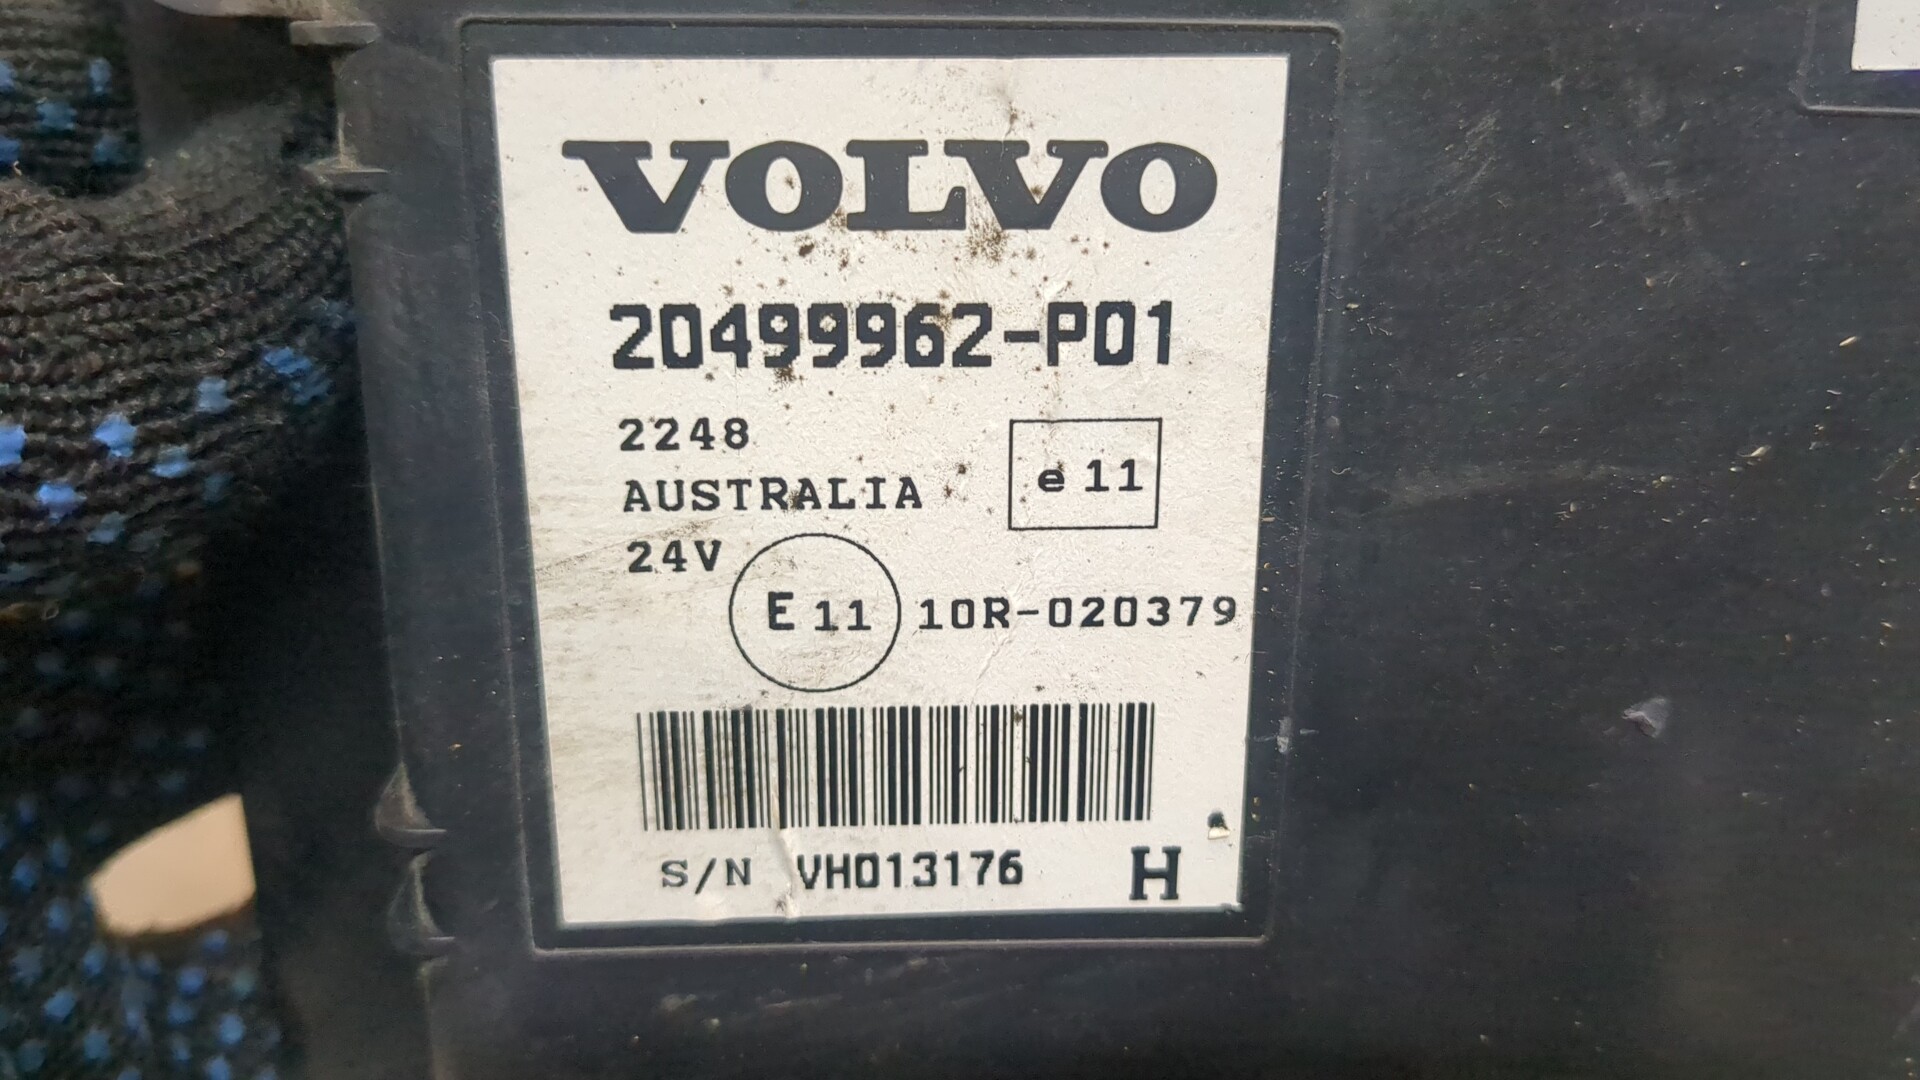 VOLVO
20499962-P01
2248
AUSTRALIA
e 11
24V
E 11 10R-020379
S/N VH013176 H